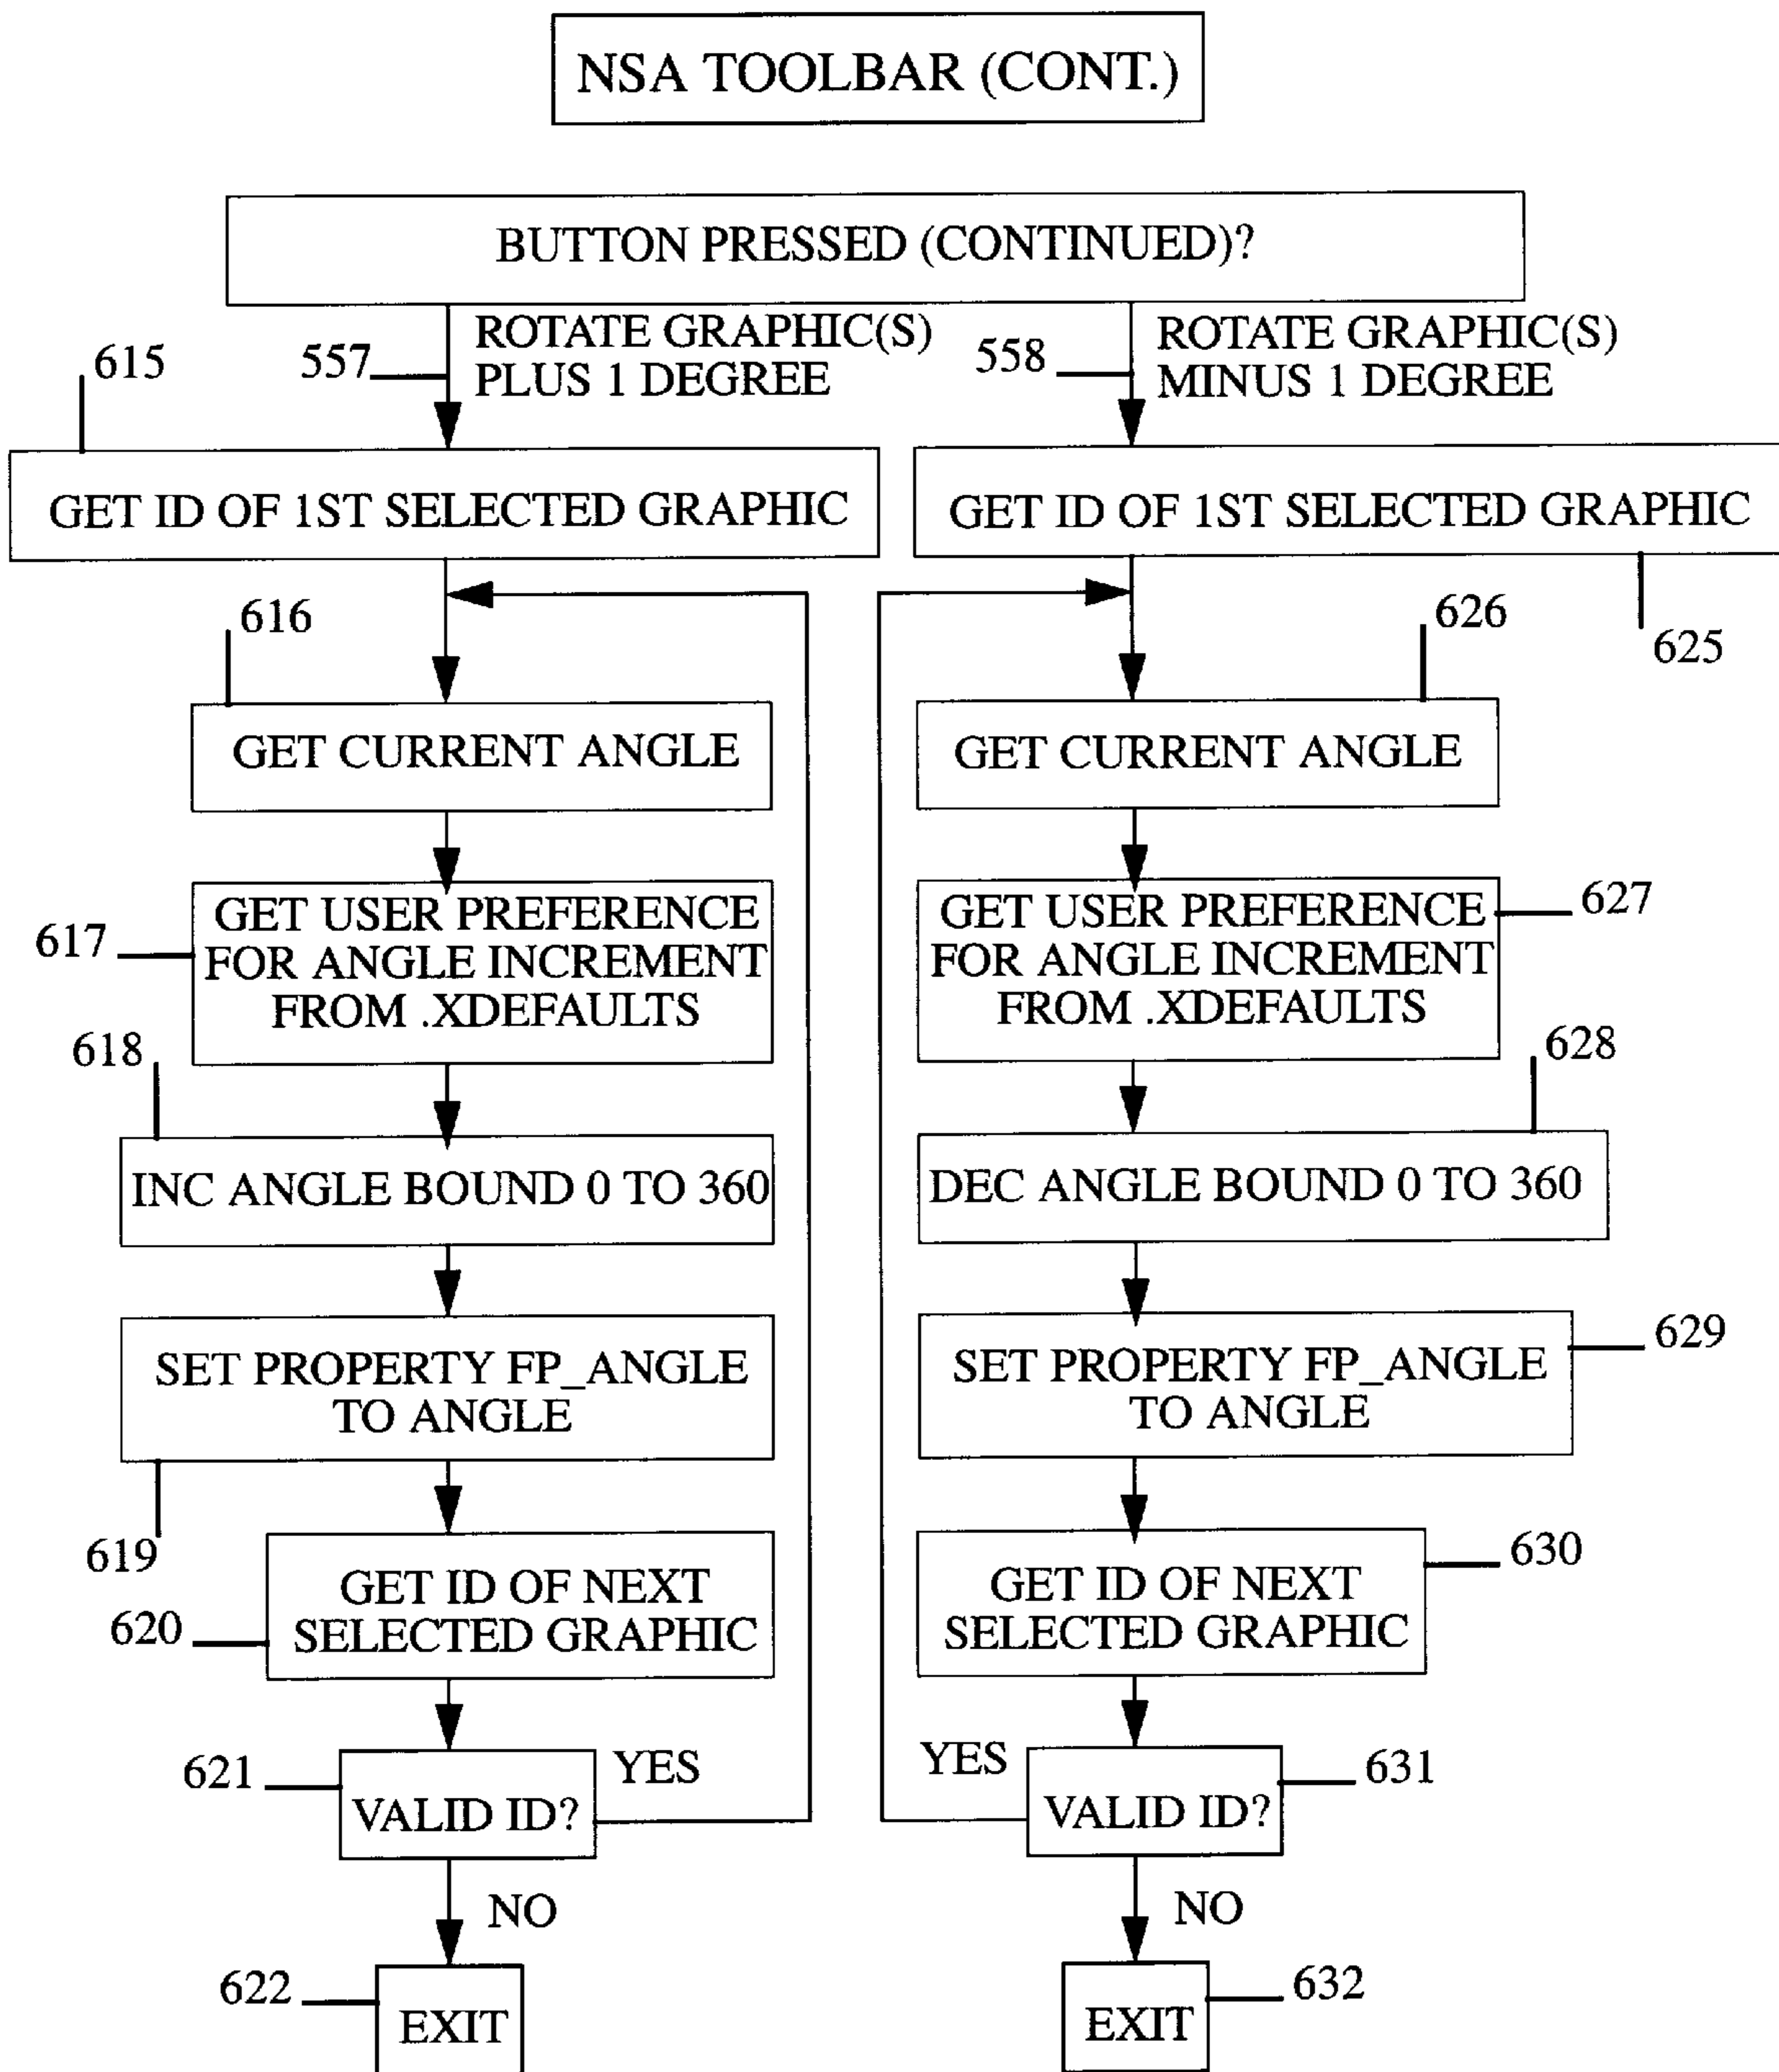 NSA TOOLBAR (CONT.)
BUTTON PRESSED (CONTINUED)?
557
ROTATE GRAPHIC(S)
PLUS 1 DEGREE
615
GET ID OF 1ST SELECTED GRAPHIC
616
GET CURRENT ANGLE
617
GET USER PREFERENCE
FOR ANGLE INCREMENT
FROM .XDEFAULTS
618
INC ANGLE BOUND 0 TO 360
SET PROPERTY FP_ANGLE
TO ANGLE
619
GET ID OF NEXT
SELECTED GRAPHIC
620
621
VALID ID?
YES
NO
622
EXIT
558
ROTATE GRAPHIC(S)
MINUS 1 DEGREE
GET ID OF 1ST SELECTED GRAPHIC
625
626
GET CURRENT ANGLE
GET USER PREFERENCE
FOR ANGLE INCREMENT
FROM .XDEFAULTS
627
628
DEC ANGLE BOUND 0 TO 360
SET PROPERTY FP_ANGLE
TO ANGLE
629
GET ID OF NEXT
SELECTED GRAPHIC
630
YES
VALID ID?
631
NO
EXIT
632